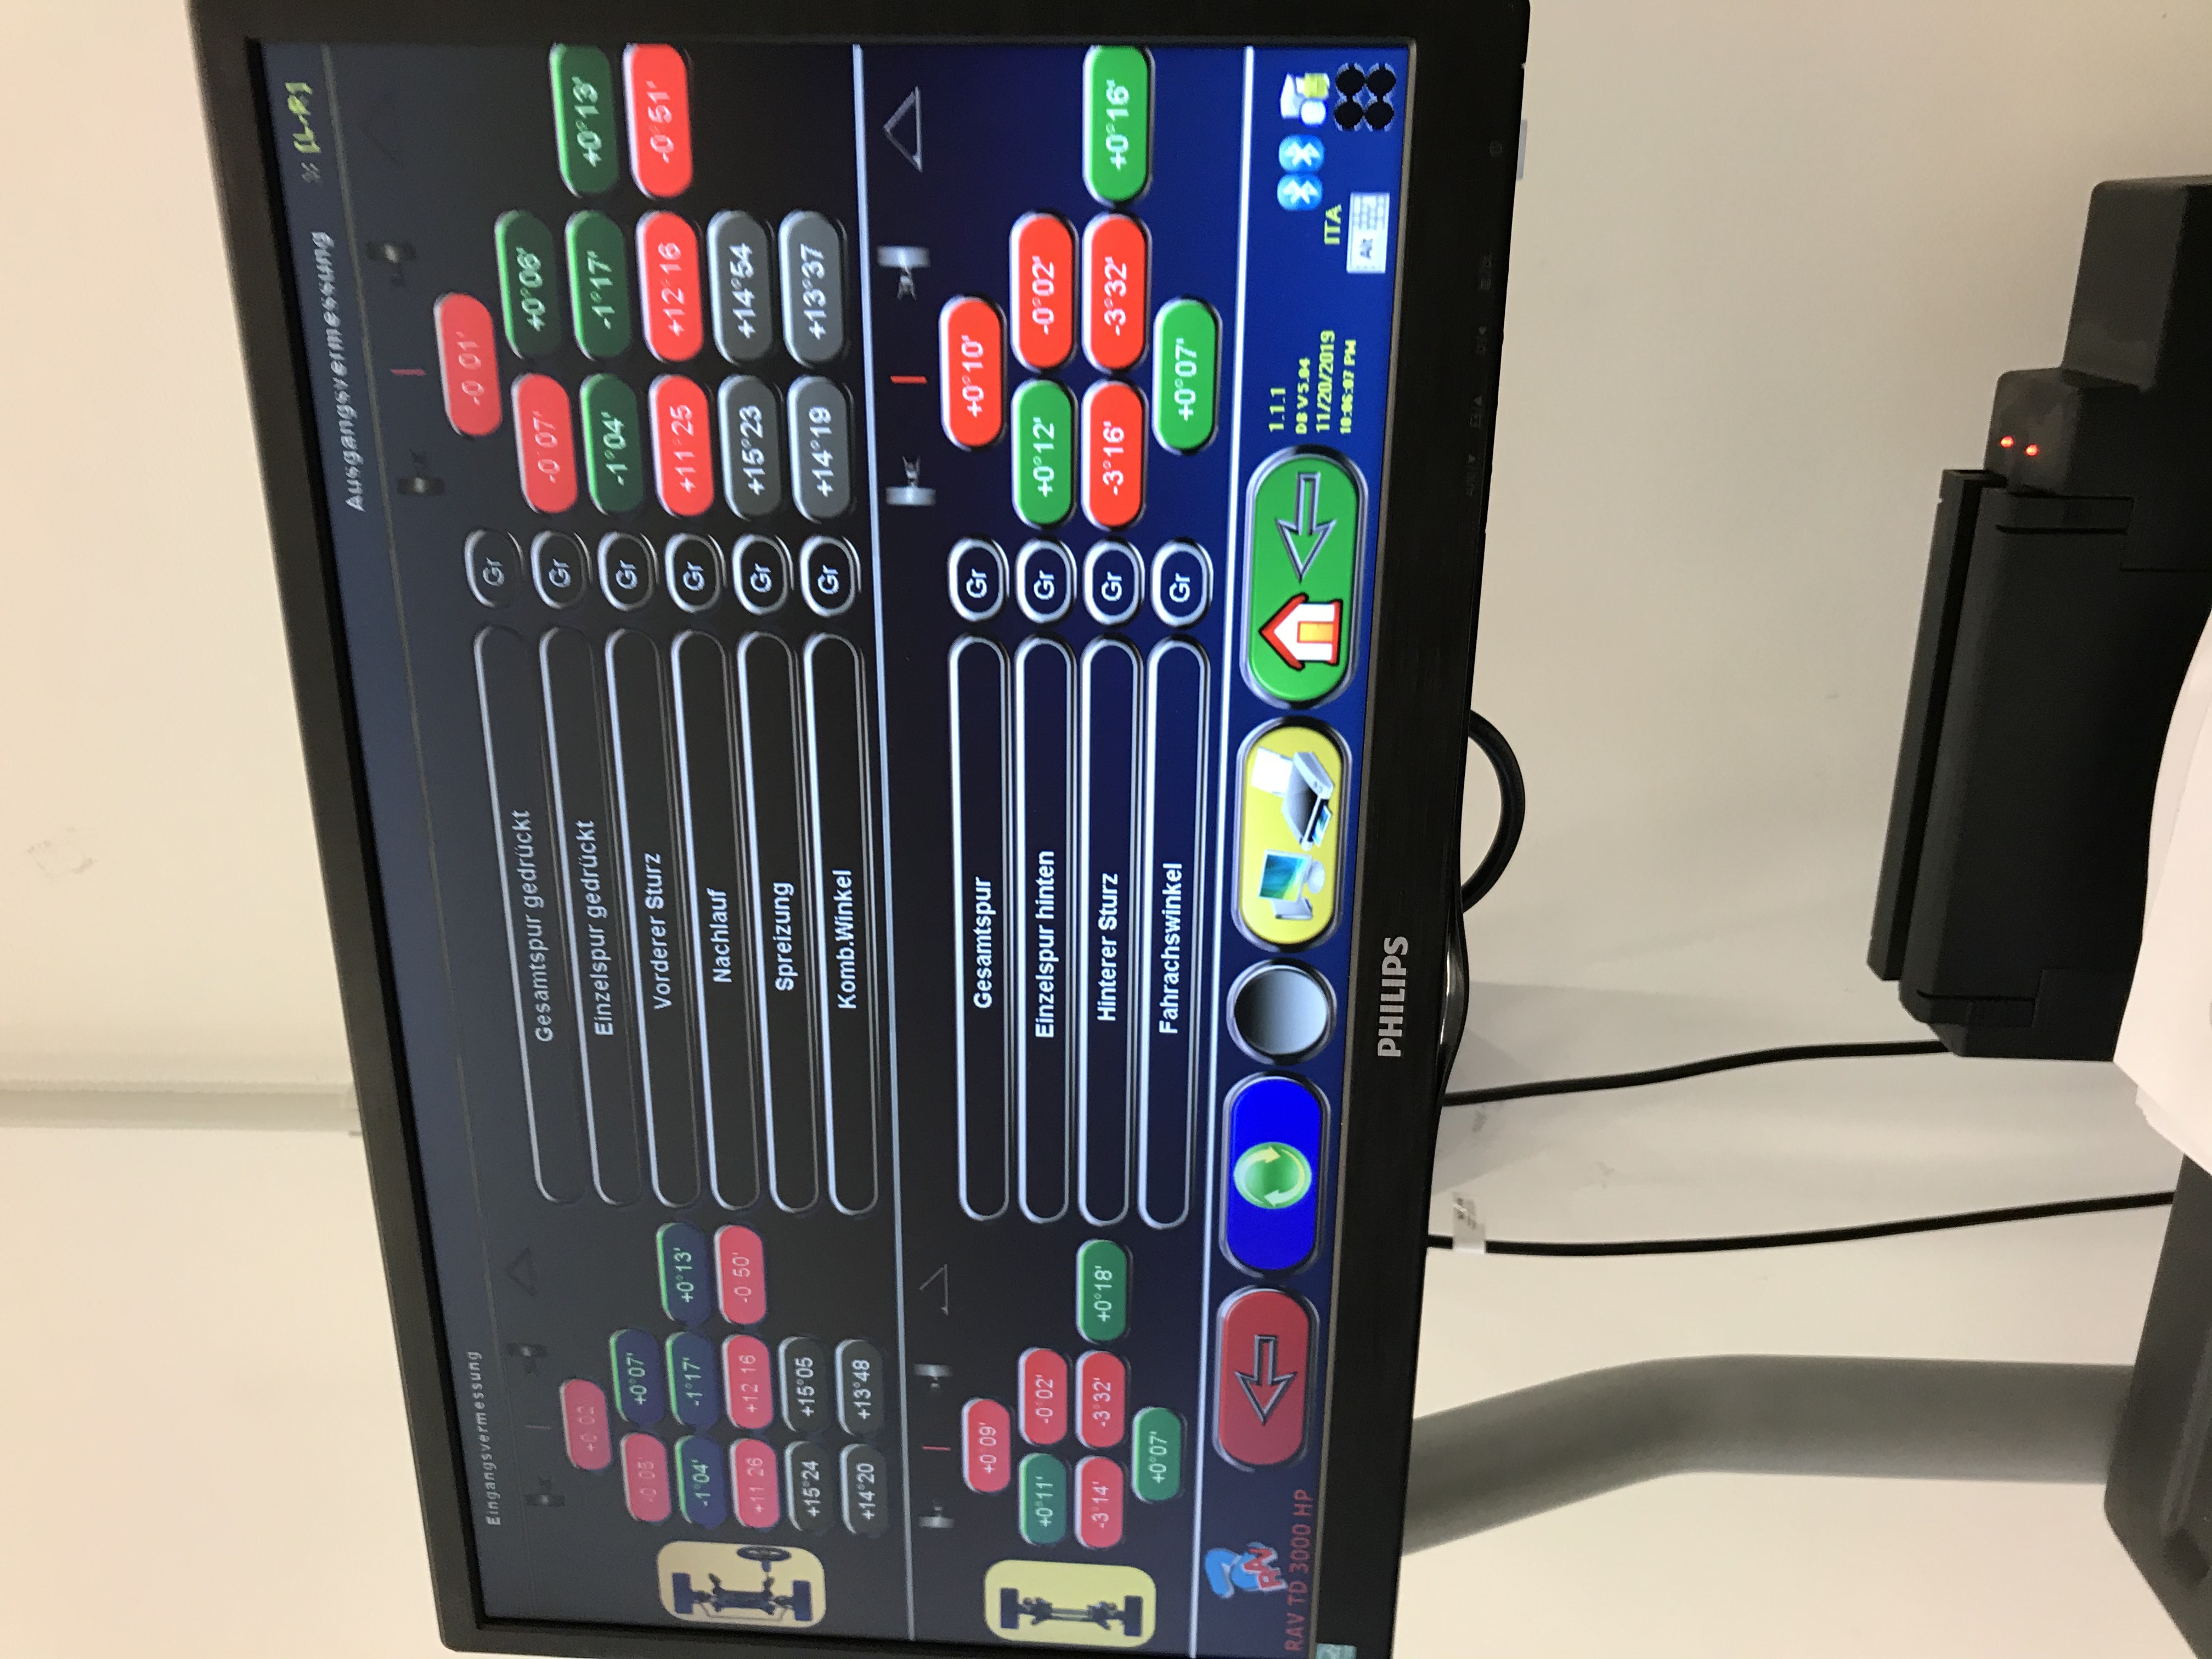 Eingangsvermessung Ausgangsvermessung [L-R]
+0 02' Gesamtspur gedrückt Gr -0 01'
+0°07' Einzelspur gedrückt Gr -0 07' +0°06'
-1°04' -1°17' +0°13' Vorderer Sturz Gr -1°04' -1°17' +0°13'
+11 26 +12 16 -0 50' Nachlauf Gr +11 25 +12 16 -0°51'
+15°24 +15°05 Spreizung Gr +15°23 +14°54
+14°20 +13°48 Komb.Winkel Gr +14°19 +13°37
+0 09' Gesamtspur Gr +0°10'
+0°11' -0°02' Einzelspur hinten Gr +0°12' -0°02'
-3 14' -3°32' +0°18' Hinterer Sturz Gr -3°16' -3°32' +0°16'
+0°07' Fahrachswinkel Gr +0°07'
RAV
RAV TD 3000 HP
1.1.1
DB V 5.04
11/20/2019
10:06:07 PM
ITA
Alt
PHILIPS